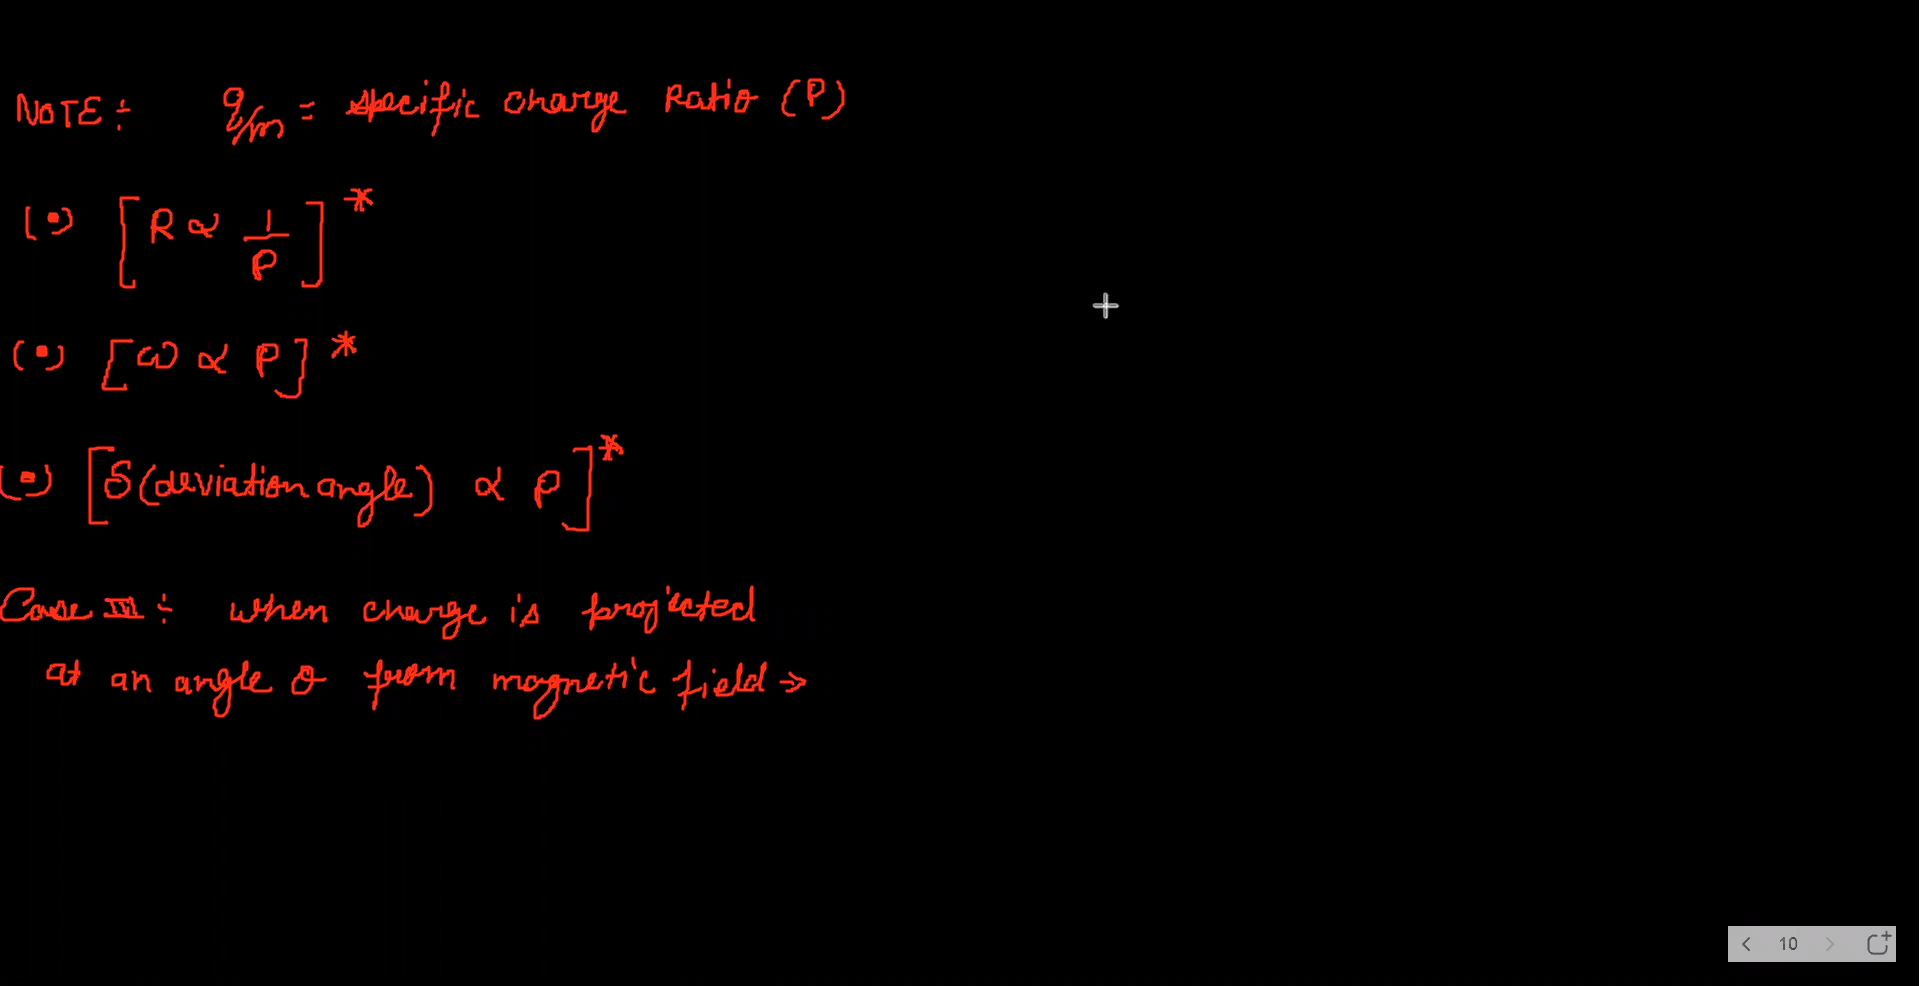 NOTE :- q/m = specific charge Ratio (P)
(•) [R ∝ 1/P]*
(•) [ω ∝ P]*
(•) [δ (deviation angle) ∝ P]*
Case III :- when charge is projected
at an angle θ from magnetic field →
10